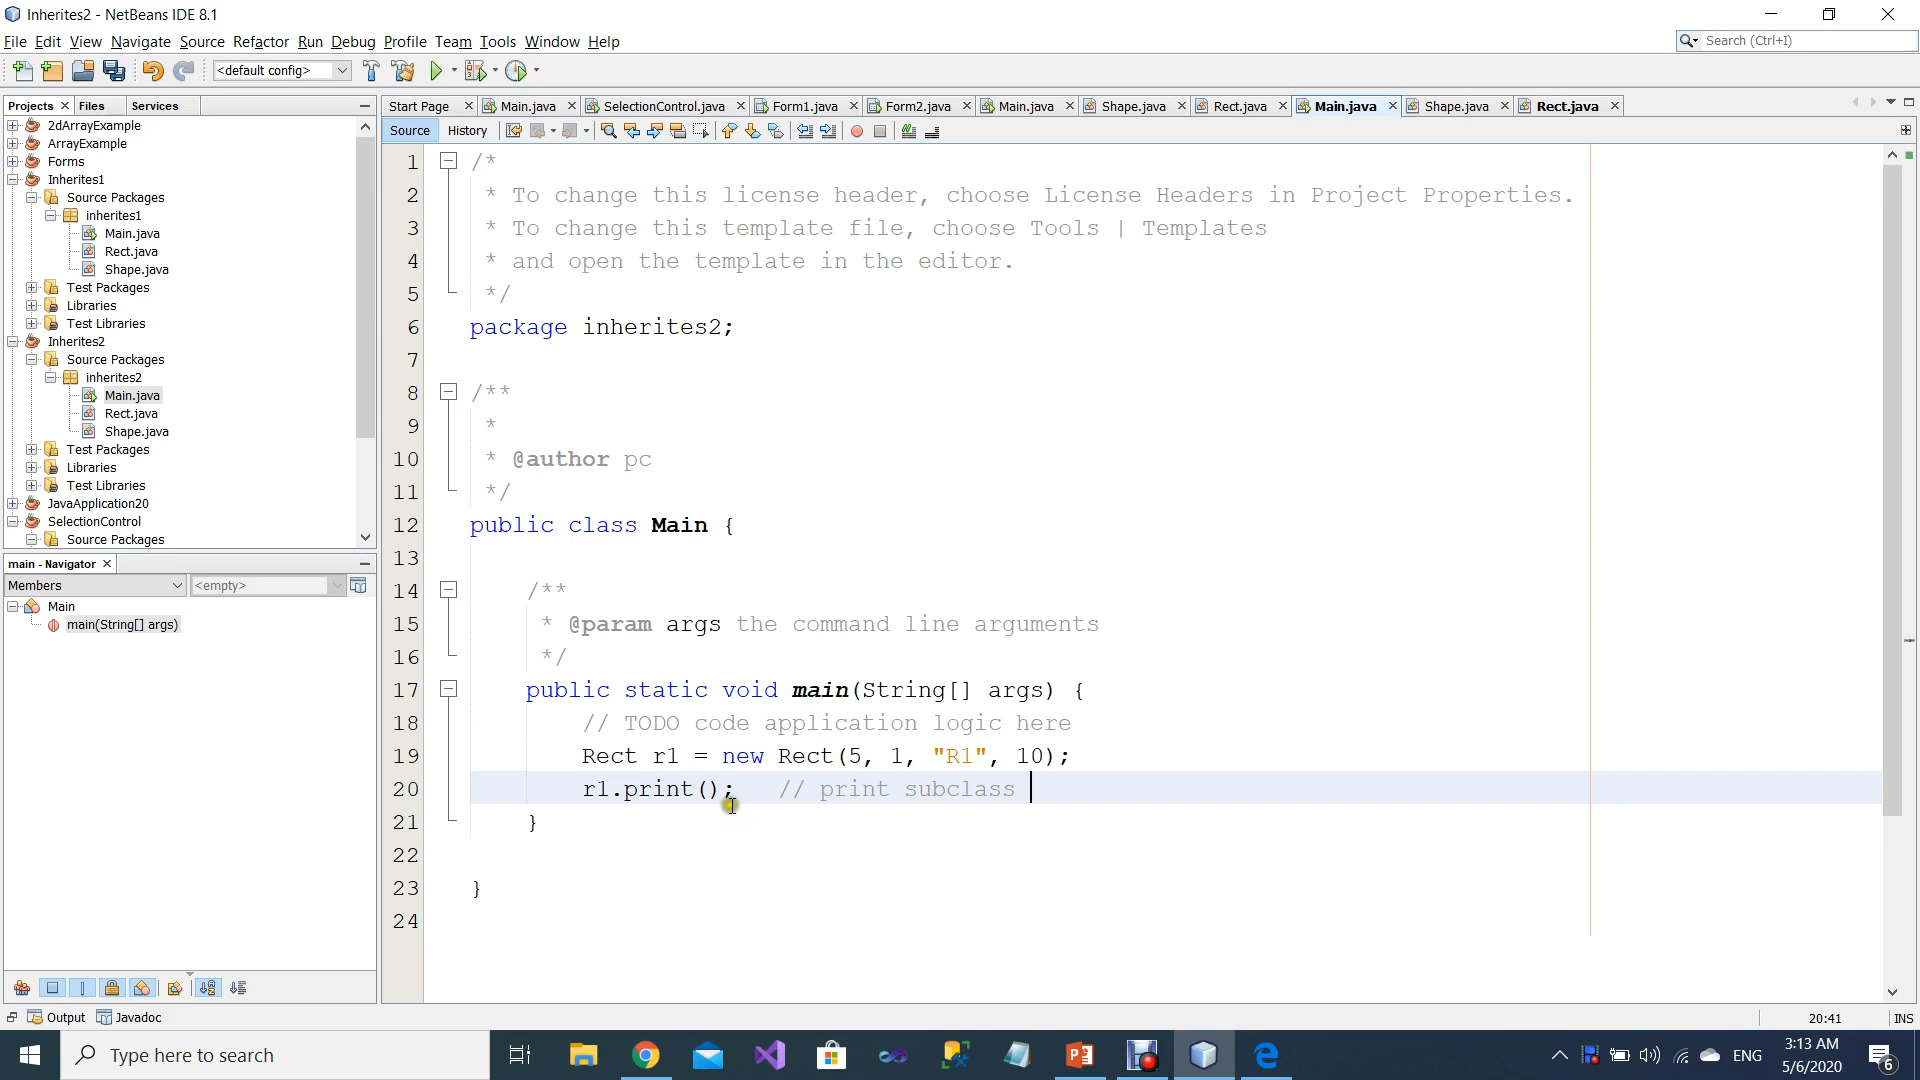 Inherites2 - NetBeans IDE 8.1
File Edit View Navigate Source Refactor Run Debug Profile Team Tools Window Help
Search (Ctrl+I)
<default config>
Projects Files Services
Start Page Main.java SelectionControl.java Form1.java Form2.java Main.java Shape.java Rect.java Main.java Shape.java Rect.java
Source History
2dArrayExample
ArrayExample
Forms
Inherites1
Source Packages
inherites1
Main.java
Rect.java
Shape.java
Test Packages
Libraries
Test Libraries
Inherites2
Source Packages
inherites2
Main.java
Rect.java
Shape.java
Test Packages
Libraries
Test Libraries
JavaApplication20
SelectionControl
Source Packages
main - Navigator
Members <empty>
Main
main(String[] args)
1 /*
2 * To change this license header, choose License Headers in Project Properties.
3 * To change this template file, choose Tools | Templates
4 * and open the template in the editor.
5 */
6 package inherites2;
7
8 /**
9 *
10 * @author pc
11 */
12 public class Main {
13
14 /**
15 * @param args the command line arguments
16 */
17 public static void main(String[] args) {
18 // TODO code application logic here
19 Rect r1 = new Rect(5, 1, "R1", 10);
20 r1.print(); // print subclass
21 }
22
23 }
24
Output Javadoc
20:41 INS
Type here to search
ENG
3:13 AM
5/6/2020
6